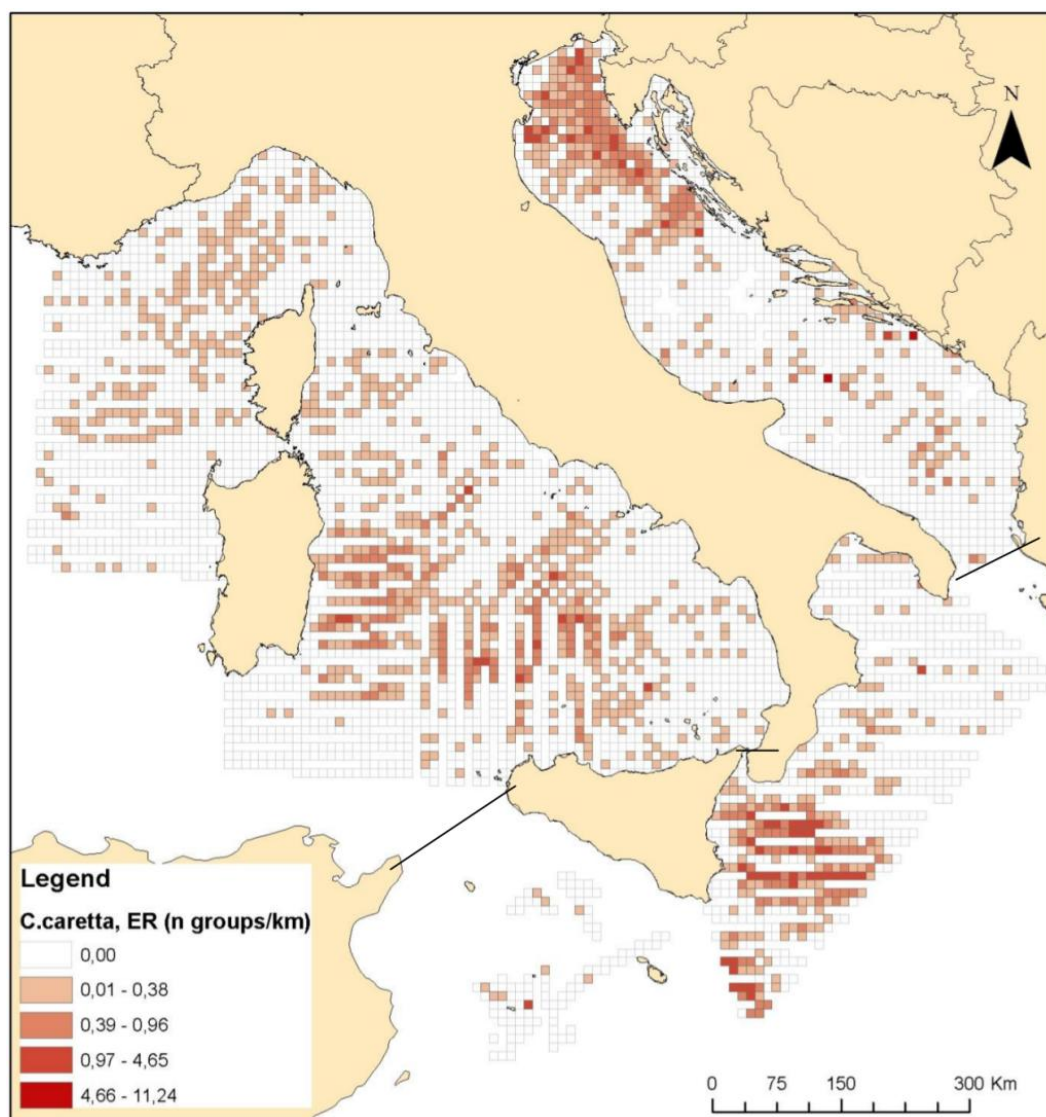 N
Legend
C.caretta, ER (n groups/km)
0,00
0,01 - 0,38
0,39 - 0,96
0,97 - 4,65
4,66 - 11,24
0 75 150 300 Km